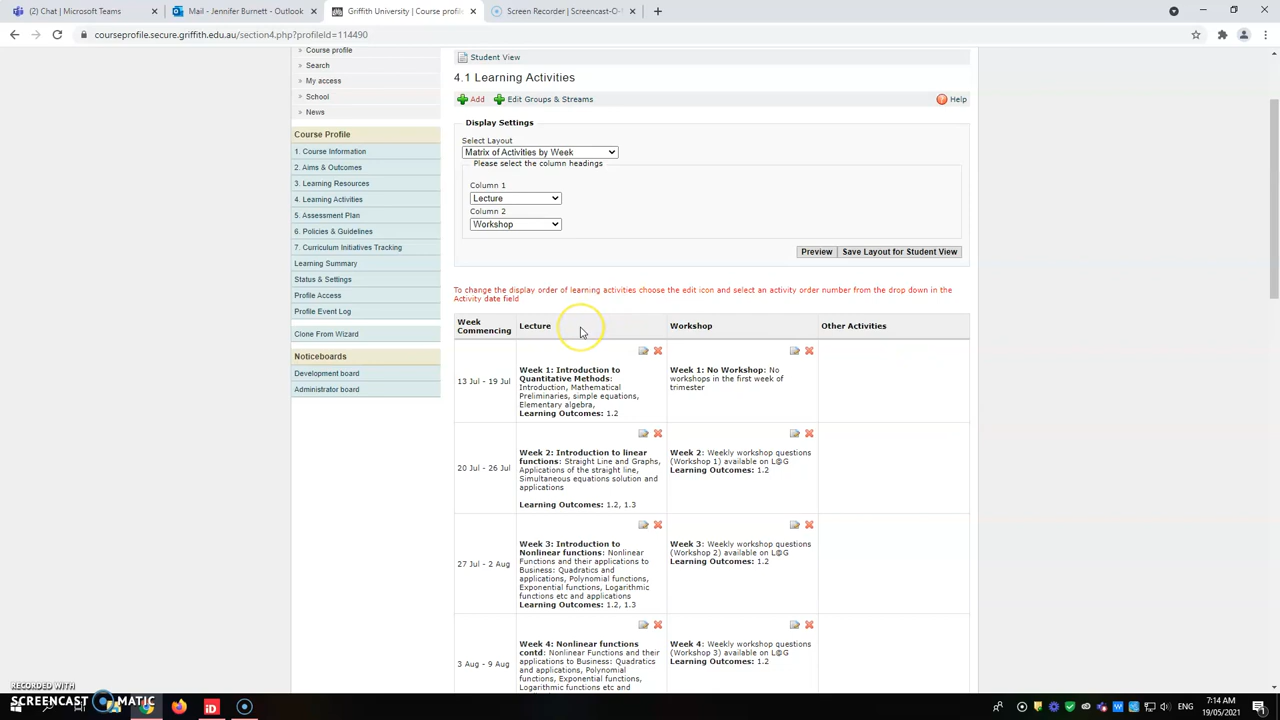 (2) Chat | Microsoft Teams
Mail - Jennifer Burnett - Outlook
Griffith University | Course profile
Screen Recorder | Screencast-O-M
courseprofile.secure.griffith.edu.au/section4.php?profileId=114490
Course profile
Search
My access
School
News
Course Profile
1. Course Information
2. Aims & Outcomes
3. Learning Resources
4. Learning Activities
5. Assessment Plan
6. Policies & Guidelines
7. Curriculum Initiatives Tracking
Learning Summary
Status & Settings
Profile Access
Profile Event Log
Clone From Wizard
Noticeboards
Development board
Administrator board
Student View
4.1 Learning Activities
Add Edit Groups & Streams Help
Display Settings
Select Layout
Matrix of Activities by Week
Please select the column headings
Column 1
Lecture
Column 2
Workshop
Preview Save Layout for Student View
To change the display order of learning activities choose the edit icon and select an activity order number from the drop down in the
Activity date field
Week
Commencing
Lecture
Workshop
Other Activities
13 Jul - 19 Jul
Week 1: Introduction to
Quantitative Methods:
Introduction, Mathematical
Preliminaries, simple equations,
Elementary algebra,
Learning Outcomes: 1.2
Week 1: No Workshop: No
workshops in the first week of
trimester
20 Jul - 26 Jul
Week 2: Introduction to linear
functions: Straight Line and Graphs,
Applications of the straight line,
Simultaneous equations solution and
applications
Learning Outcomes: 1.2, 1.3
Week 2: Weekly workshop questions
(Workshop 1) available on L@G
Learning Outcomes: 1.2
27 Jul - 2 Aug
Week 3: Introduction to
Nonlinear functions: Nonlinear
Functions and their applications to
Business: Quadratics and
applications, Polynomial functions,
Exponential functions, Logarithmic
functions etc and applications
Learning Outcomes: 1.2, 1.3
Week 3: Weekly workshop questions
(Workshop 2) available on L@G
Learning Outcomes: 1.2
3 Aug - 9 Aug
Week 4: Nonlinear functions
contd: Nonlinear Functions and their
applications to Business: Quadratics
and applications, Polynomial
functions, Exponential functions,
Logarithmic functions etc and
Week 4: Weekly workshop questions
(Workshop 3) available on L@G
Learning Outcomes: 1.2
RECORDED WITH
SCREENCAST MATIC
ENG
7:14 AM
19/05/2021